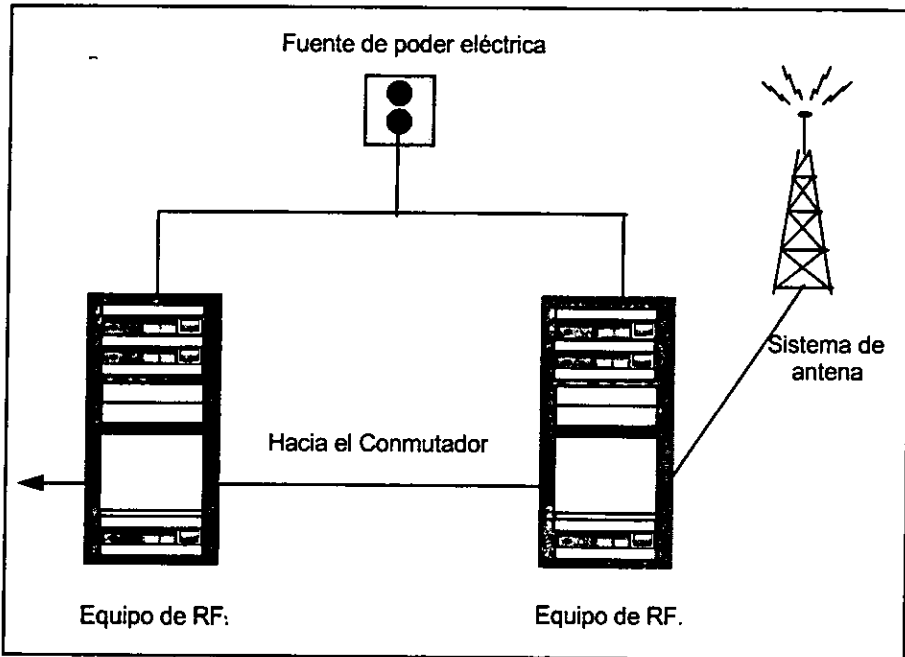 Fuente de poder eléctrica
Sistema de
antena
Hacia el Conmutador
Equipo de RF.
Equipo de RF.